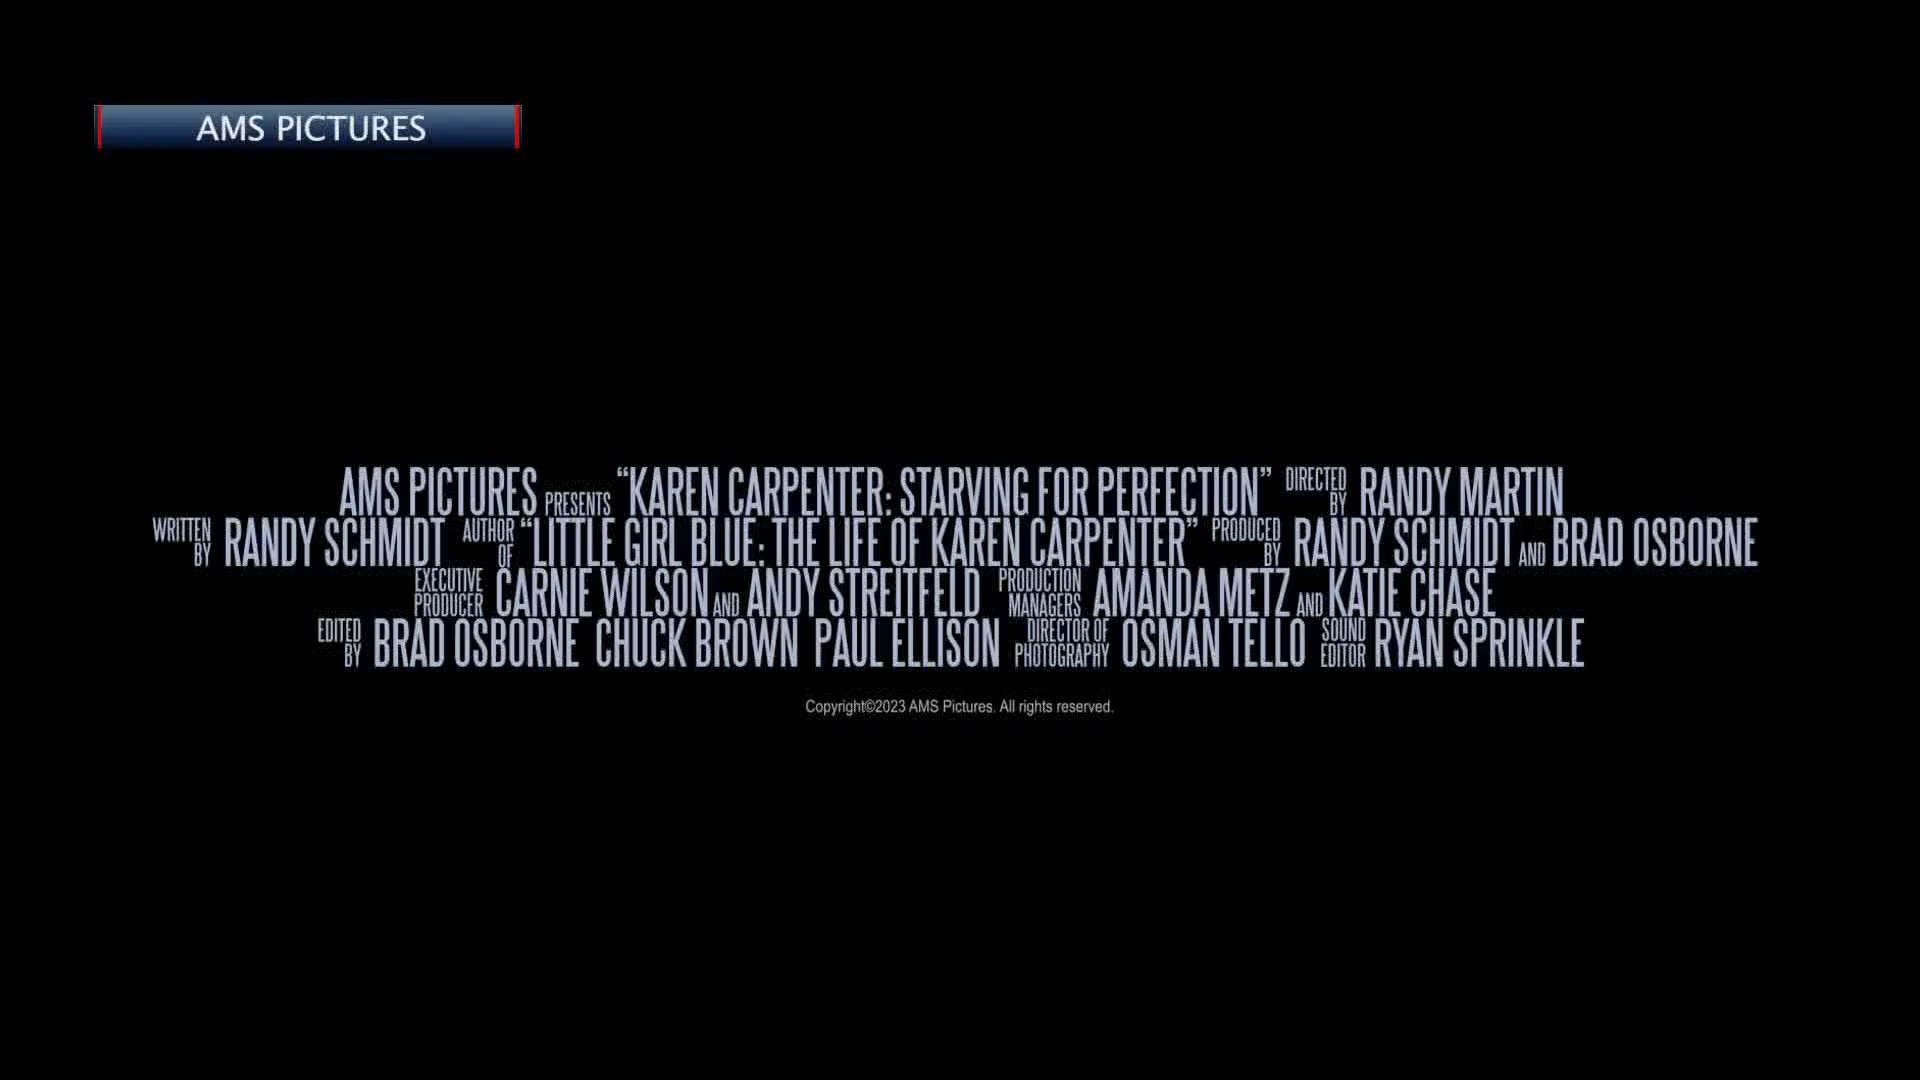 AMS PICTURES
AMS PICTURES PRESENTS “KAREN CARPENTER: STARVING FOR PERFECTION” DIRECTED BY RANDY MARTIN
WRITTEN BY RANDY SCHMIDT AUTHOR OF “LITTLE GIRL BLUE: THE LIFE OF KAREN CARPENTER” PRODUCED BY RANDY SCHMIDT AND BRAD OSBORNE
EXECUTIVE PRODUCER CARNIE WILSON AND ANDY STREITFELD PRODUCTION MANAGERS AMANDA METZ AND KATIE CHASE
EDITED BY BRAD OSBORNE CHUCK BROWN PAUL ELLISON DIRECTOR OF PHOTOGRAPHY OSMAN TELLO SOUND EDITOR RYAN SPRINKLE
Copyright©2023 AMS Pictures. All rights reserved.